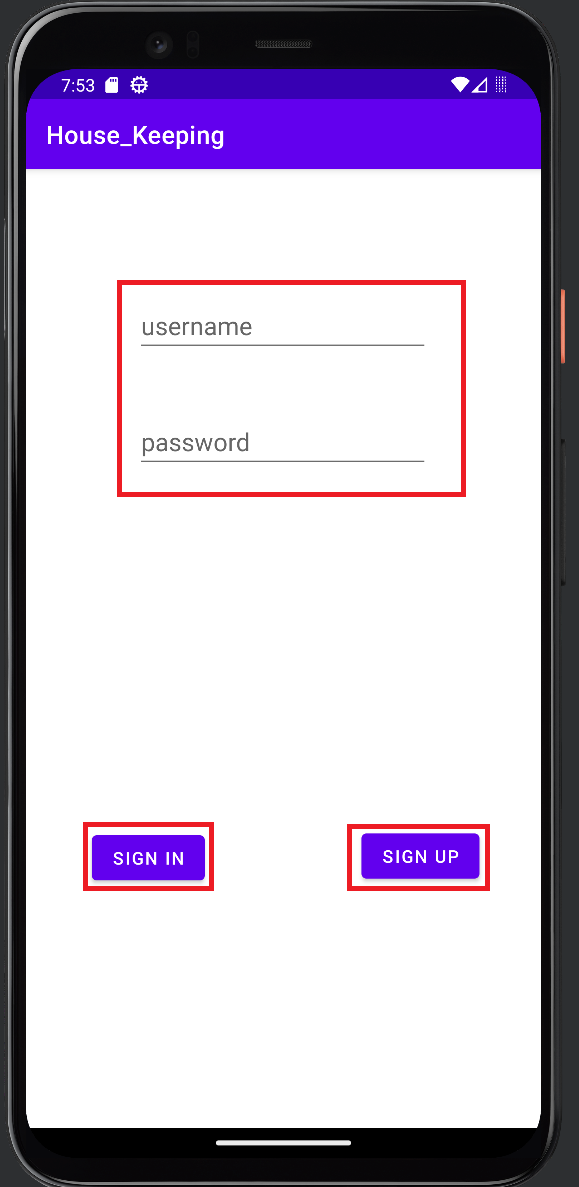 7:53
House_Keeping
username
password
SIGN IN
SIGN UP